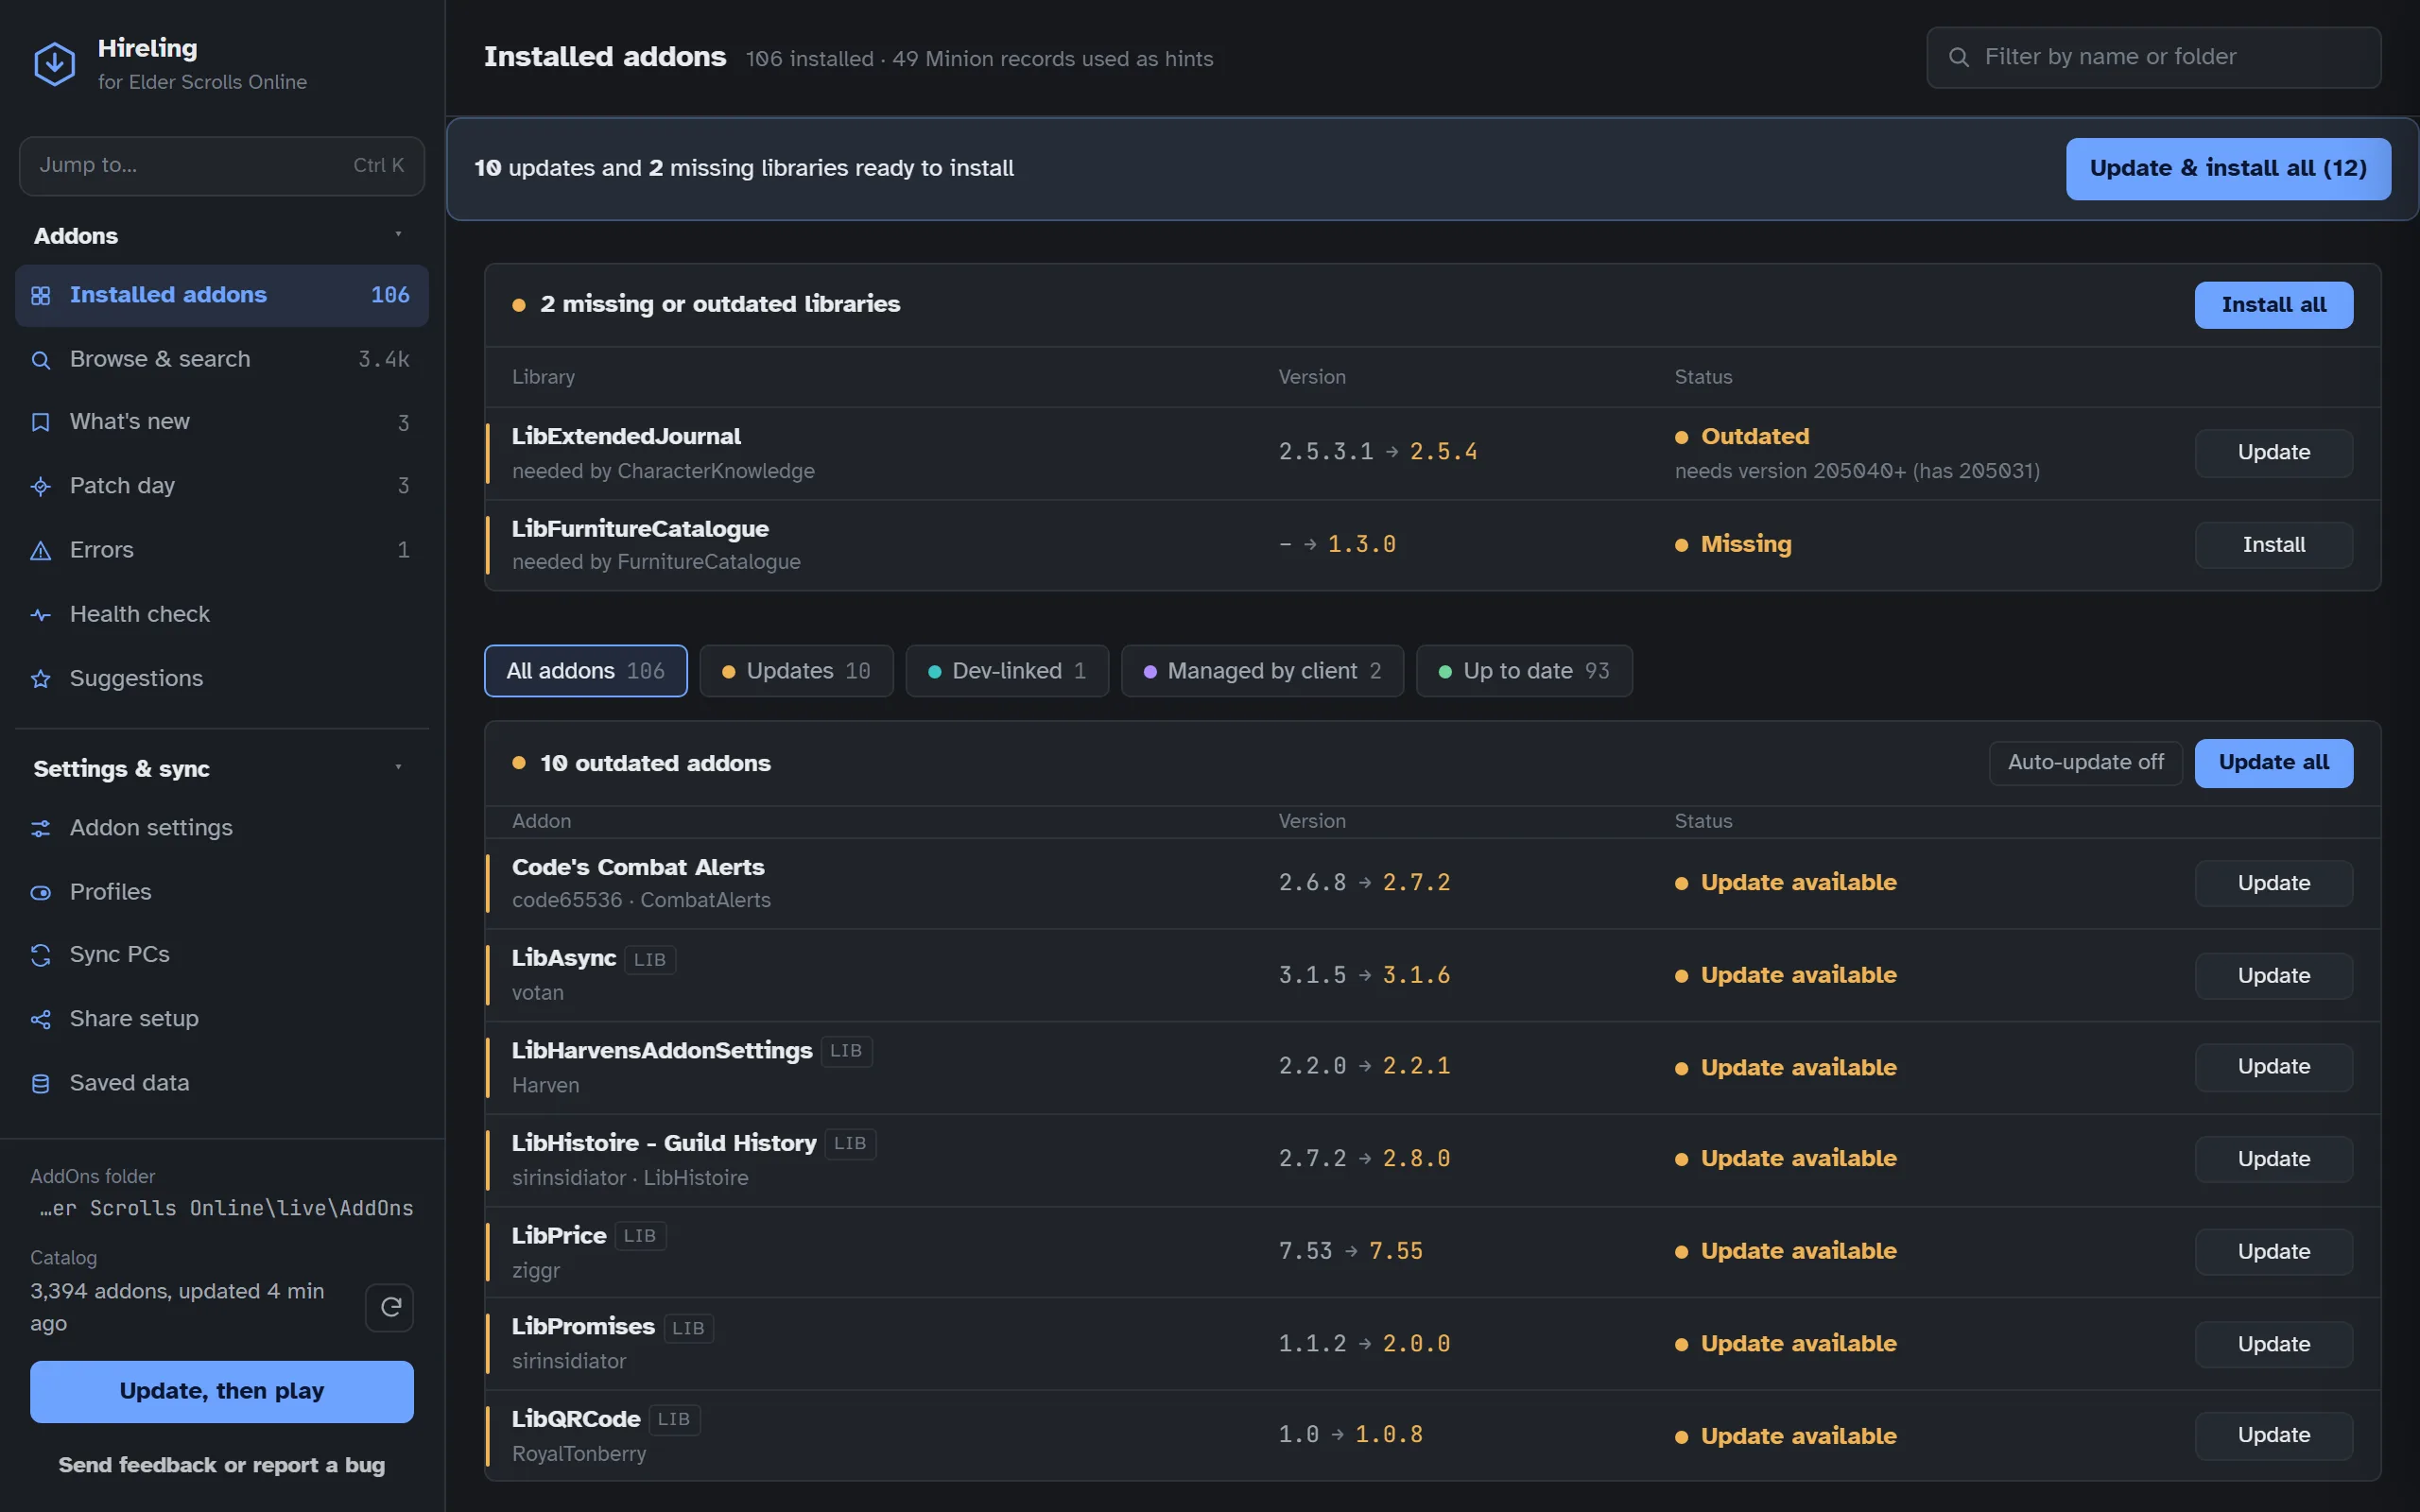 Hireling
for Elder Scrolls Online
Jump to...
Ctrl K
Addons
Installed addons 106
Browse & search 3.4k
What's new 3
Patch day 3
Errors 1
Health check
Suggestions
Settings & sync
Addon settings
Profiles
Sync PCs
Share setup
Saved data
AddOns folder
…er Scrolls Online\live\AddOns
Catalog
3,394 addons, updated 4 min
ago
Update, then play
Send feedback or report a bug
Installed addons 106 installed · 49 Minion records used as hints
Filter by name or folder
10 updates and 2 missing libraries ready to install
Update & install all (12)
2 missing or outdated libraries
Install all
Library Version Status
LibExtendedJournal
needed by CharacterKnowledge
2.5.3.1 → 2.5.4
Outdated
needs version 205040+ (has 205031)
Update
LibFurnitureCatalogue
needed by FurnitureCatalogue
– → 1.3.0
Missing
Install
All addons 106
Updates 10
Dev-linked 1
Managed by client 2
Up to date 93
10 outdated addons
Auto-update off
Update all
Addon Version Status
Code's Combat Alerts
code65536 · CombatAlerts
2.6.8 → 2.7.2
Update available
Update
LibAsync LIB
votan
3.1.5 → 3.1.6
Update available
Update
LibHarvensAddonSettings LIB
Harven
2.2.0 → 2.2.1
Update available
Update
LibHistoire - Guild History LIB
sirinsidiator · LibHistoire
2.7.2 → 2.8.0
Update available
Update
LibPrice LIB
ziggr
7.53 → 7.55
Update available
Update
LibPromises LIB
sirinsidiator
1.1.2 → 2.0.0
Update available
Update
LibQRCode LIB
RoyalTonberry
1.0 → 1.0.8
Update available
Update